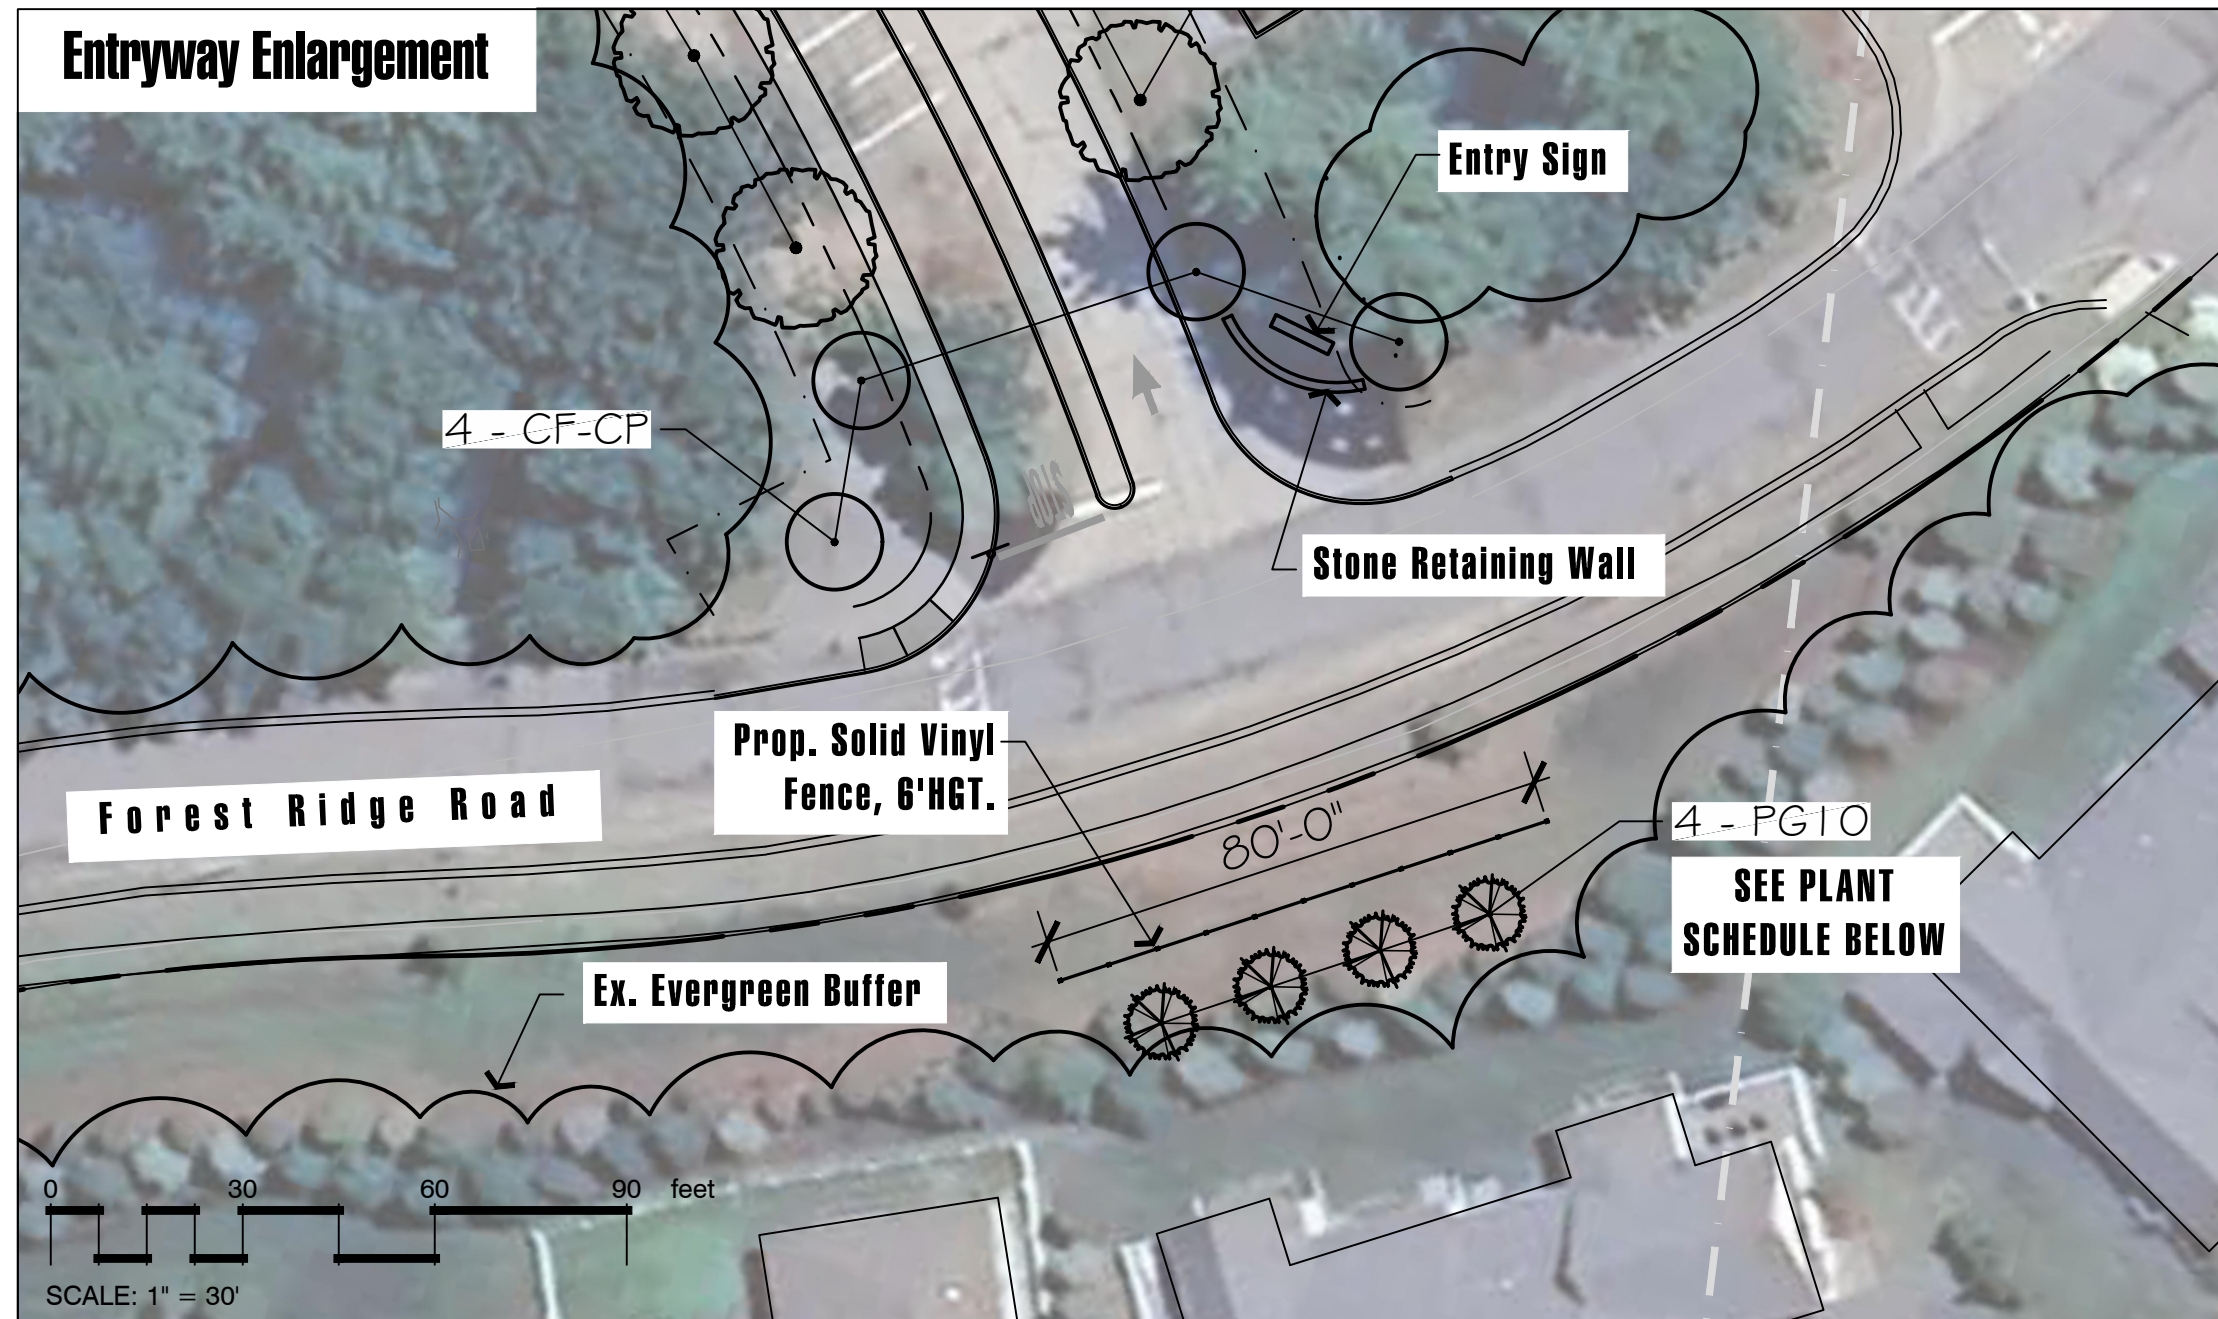 Entryway Enlargement
Entry Sign
4 - CF-CP
STOP
Stone Retaining Wall
Prop. Solid Vinyl
Fence, 6'HGT.
Forest Ridge Road
80'-0"
4 - PG10
SEE PLANT
SCHEDULE BELOW
Ex. Evergreen Buffer
0 30 60 90 feet
SCALE: 1" = 30'